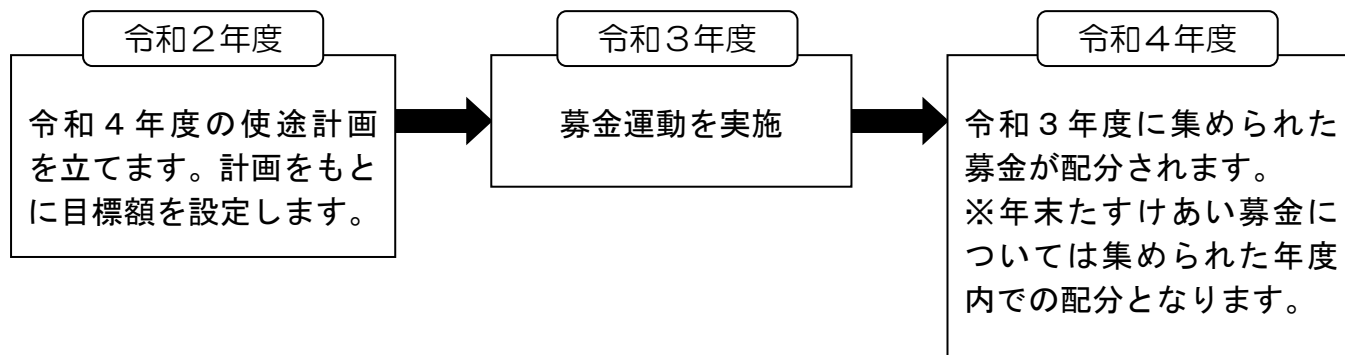 令和２年度
令和４年度の使途計画
を立てます。計画をもと
に目標額を設定します。
令和３年度
募金運動を実施
令和４年度
令和３年度に集められた
募金が配分されます。
※年末たすけあい募金に
ついては集められた年度
内での配分となります。